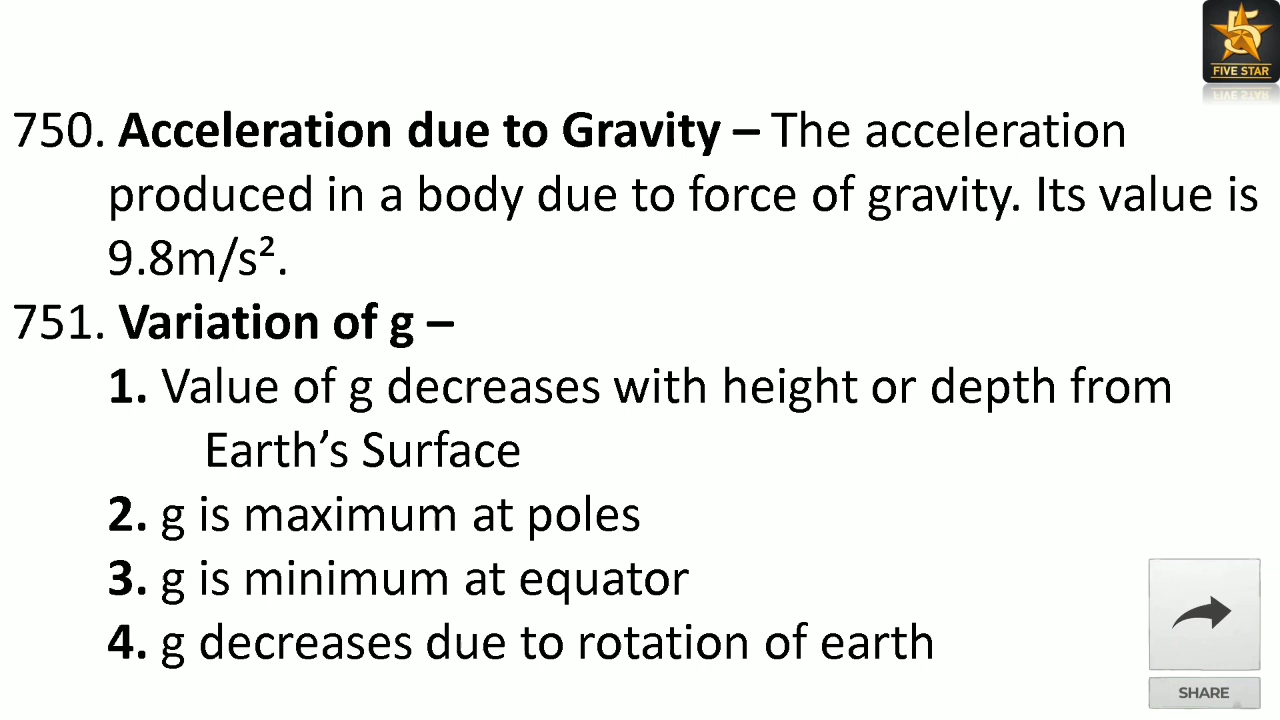 5
FIVE STAR
750. Acceleration due to Gravity – The acceleration
produced in a body due to force of gravity. Its value is
9.8m/s².
751. Variation of g –
1. Value of g decreases with height or depth from
Earth’s Surface
2. g is maximum at poles
3. g is minimum at equator
4. g decreases due to rotation of earth
SHARE